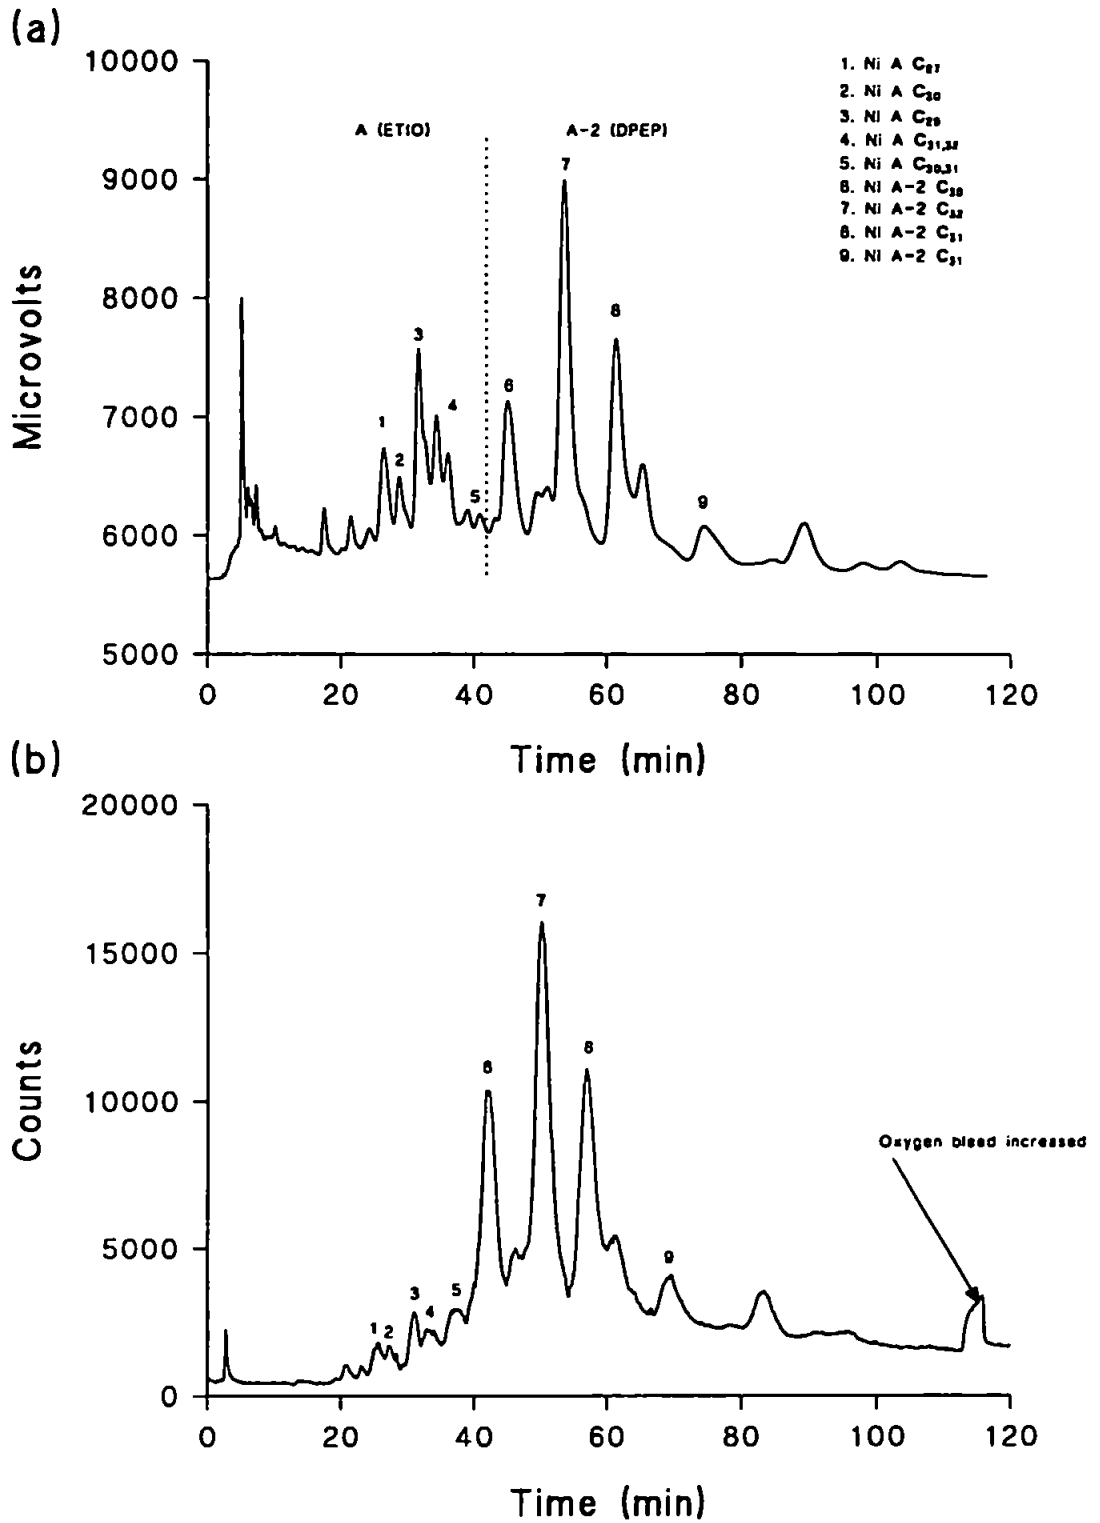 (a)
10000
9000
8000
7000
6000
5000
Microvolts
A (ETIO)
A-2 (DPEP)
1. Ni A C₂₇
2. Ni A C₃₀
3. Ni A C₂₉
4. Ni A C₃₁,₃₂
5. Ni A C₃₀,₃₁
6. Ni A-2 C₃₀
7. Ni A-2 C₃₂
8. Ni A-2 C₃₁
9. Ni A-2 C₃₁
1
2
3
4
5
6
7
8
9
0 20 40 60 80 100 120
Time (min)
(b)
20000
15000
10000
5000
0
Counts
1
2
3
4
5
6
7
8
9
Oxygen bleed increased
0 20 40 60 80 100 120
Time (min)